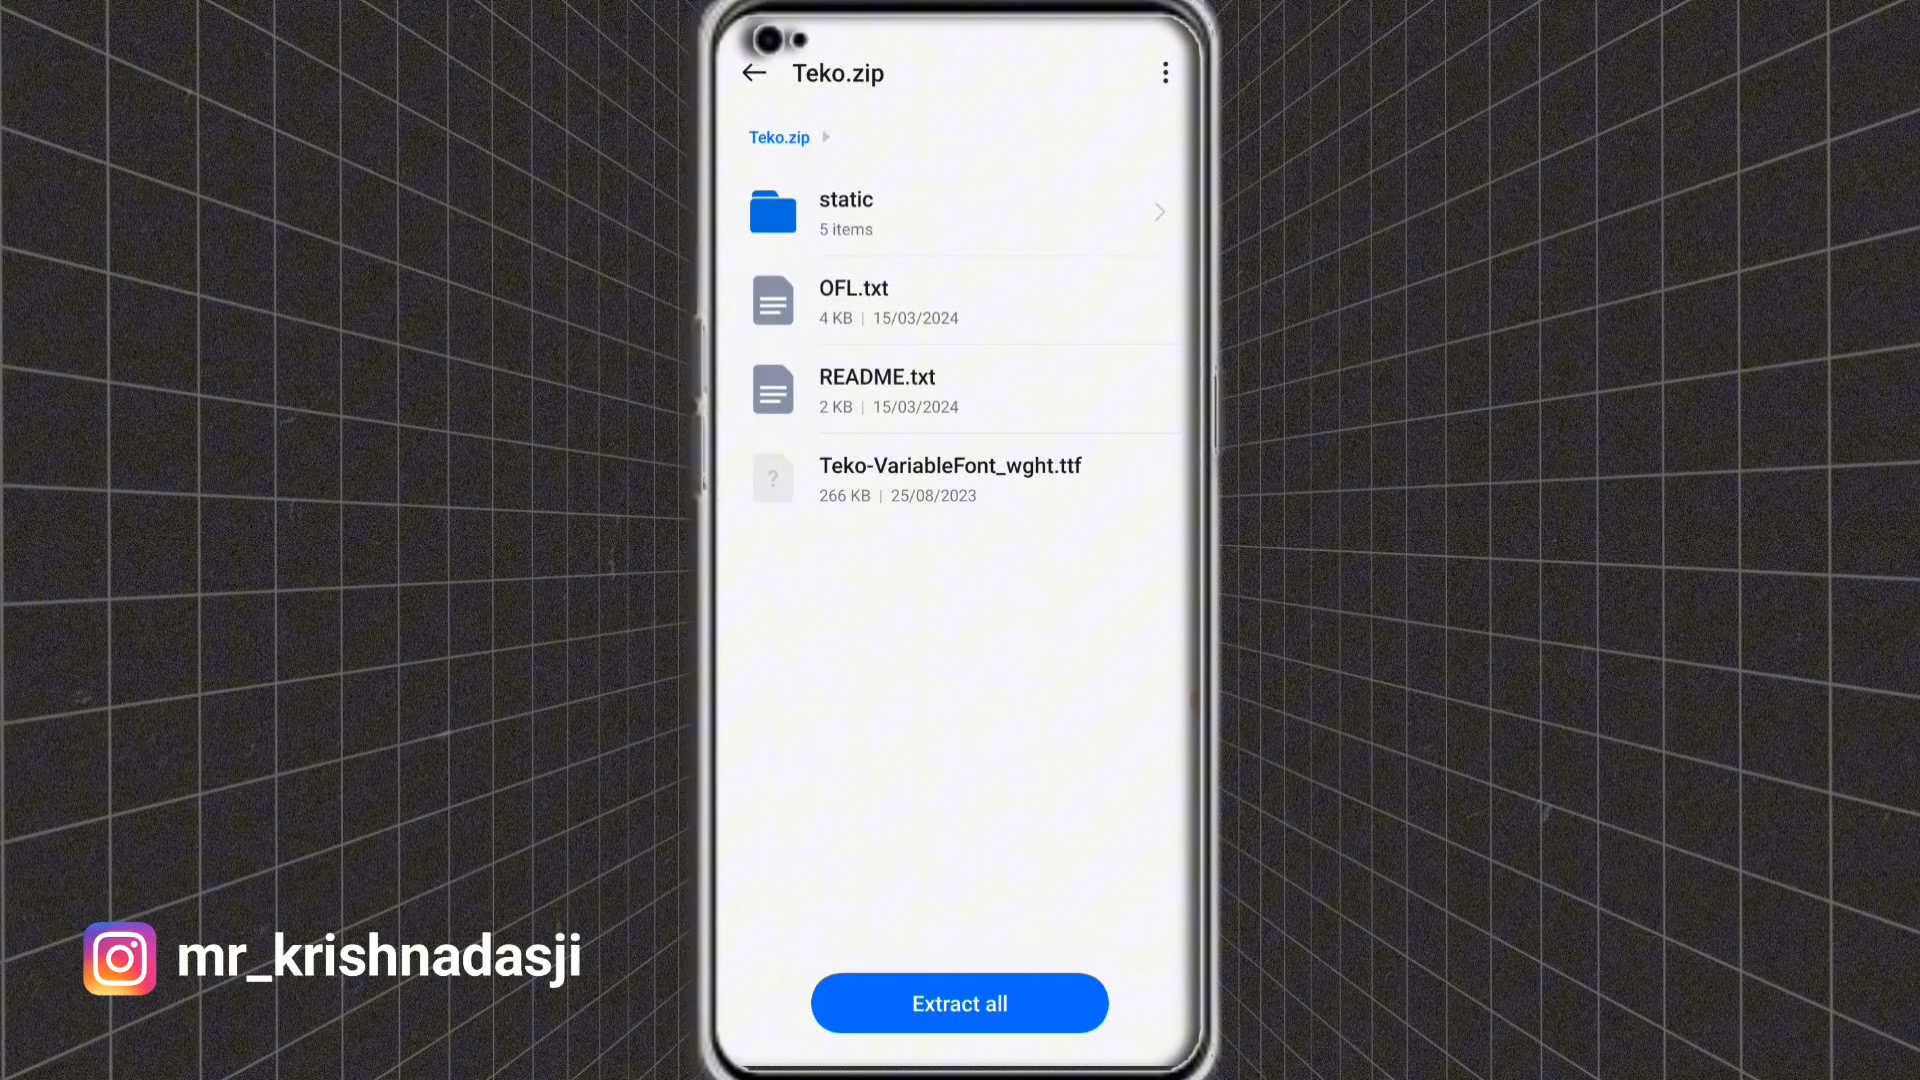 Teko.zip
Teko.zip
static
5 items
OFL.txt
4 KB | 15/03/2024
README.txt
2 KB | 15/03/2024
?
Teko-VariableFont_wght.ttf
266 KB | 25/08/2023
mr_krishnadasji
Extract all